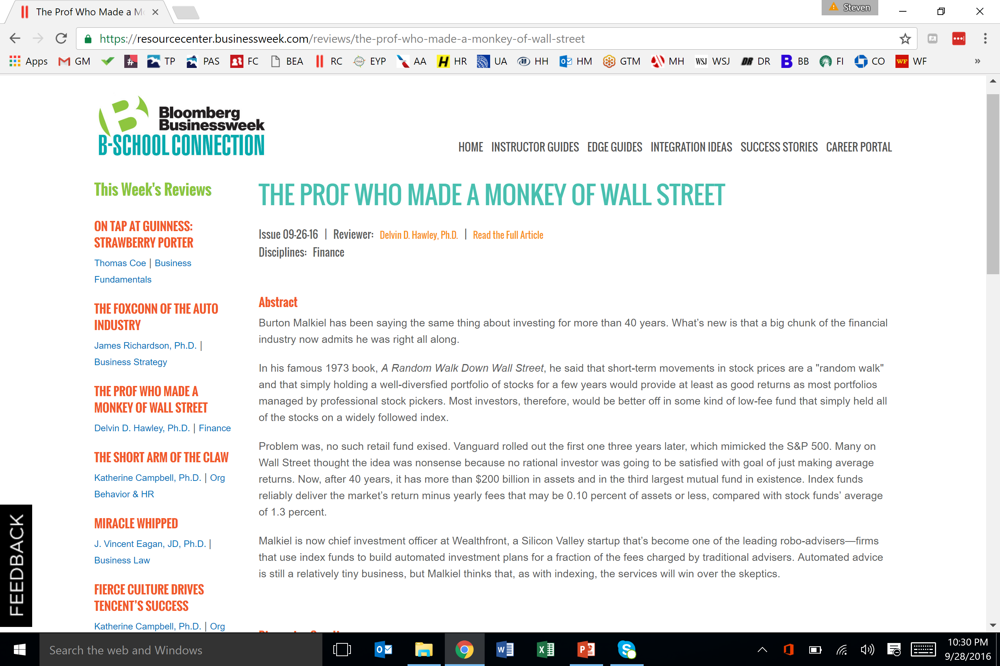 The Prof Who Made a Mo
Steven
https://resourcecenter.businessweek.com/reviews/the-prof-who-made-a-monkey-of-wall-street
Apps GM # TP PAS FC BEA RC YOUR EYP AA H HR UA HH HM GTM MH WSJ WSJ DR DR B BB FI CO WF WF »
Bloomberg
Businessweek
B-SCHOOL CONNECTION
HOME INSTRUCTOR GUIDES EDGE GUIDES INTEGRATION IDEAS SUCCESS STORIES CAREER PORTAL
This Week's Reviews
ON TAP AT GUINNESS:
STRAWBERRY PORTER
Thomas Coe | Business
Fundamentals
THE FOXCONN OF THE AUTO
INDUSTRY
James Richardson, Ph.D. |
Business Strategy
THE PROF WHO MADE A
MONKEY OF WALL STREET
Delvin D. Hawley, Ph.D. | Finance
THE SHORT ARM OF THE CLAW
Katherine Campbell, Ph.D. | Org
Behavior & HR
MIRACLE WHIPPED
J. Vincent Eagan, JD, Ph.D. |
Business Law
FIERCE CULTURE DRIVES
TENCENT’S SUCCESS
Katherine Campbell, Ph.D. | Org
THE PROF WHO MADE A MONKEY OF WALL STREET
Issue 09-26-16 | Reviewer: Delvin D. Hawley, Ph.D. | Read the Full Article
Disciplines: Finance
Abstract
Burton Malkiel has been saying the same thing about investing for more than 40 years. What’s new is that a big chunk of the financial
industry now admits he was right all along.
In his famous 1973 book, A Random Walk Down Wall Street, he said that short-term movements in stock prices are a "random walk"
and that simply holding a well-diversfied portfolio of stocks for a few years would provide at least as good returns as most portfolios
managed by professional stock pickers. Most investors, therefore, would be better off in some kind of low-fee fund that simply held all
of the stocks on a widely followed index.
Problem was, no such retail fund exised. Vanguard rolled out the first one three years later, which mimicked the S&P 500. Many on
Wall Street thought the idea was nonsense because no rational investor was going to be satisfied with goal of just making average
returns. Now, after 40 years, it has more than $200 billion in assets and in the third largest mutual fund in existence. Index funds
reliably deliver the market’s return minus yearly fees that may be 0.10 percent of assets or less, compared with stock funds’ average
of 1.3 percent.
Malkiel is now chief investment officer at Wealthfront, a Silicon Valley startup that’s become one of the leading robo-advisers—firms
that use index funds to build automated investment plans for a fraction of the fees charged by traditional advisers. Automated advice
is still a relatively tiny business, but Malkiel thinks that, as with indexing, the services will win over the skeptics.
FEEDBACK
Search the web and Windows
10:30 PM
9/28/2016